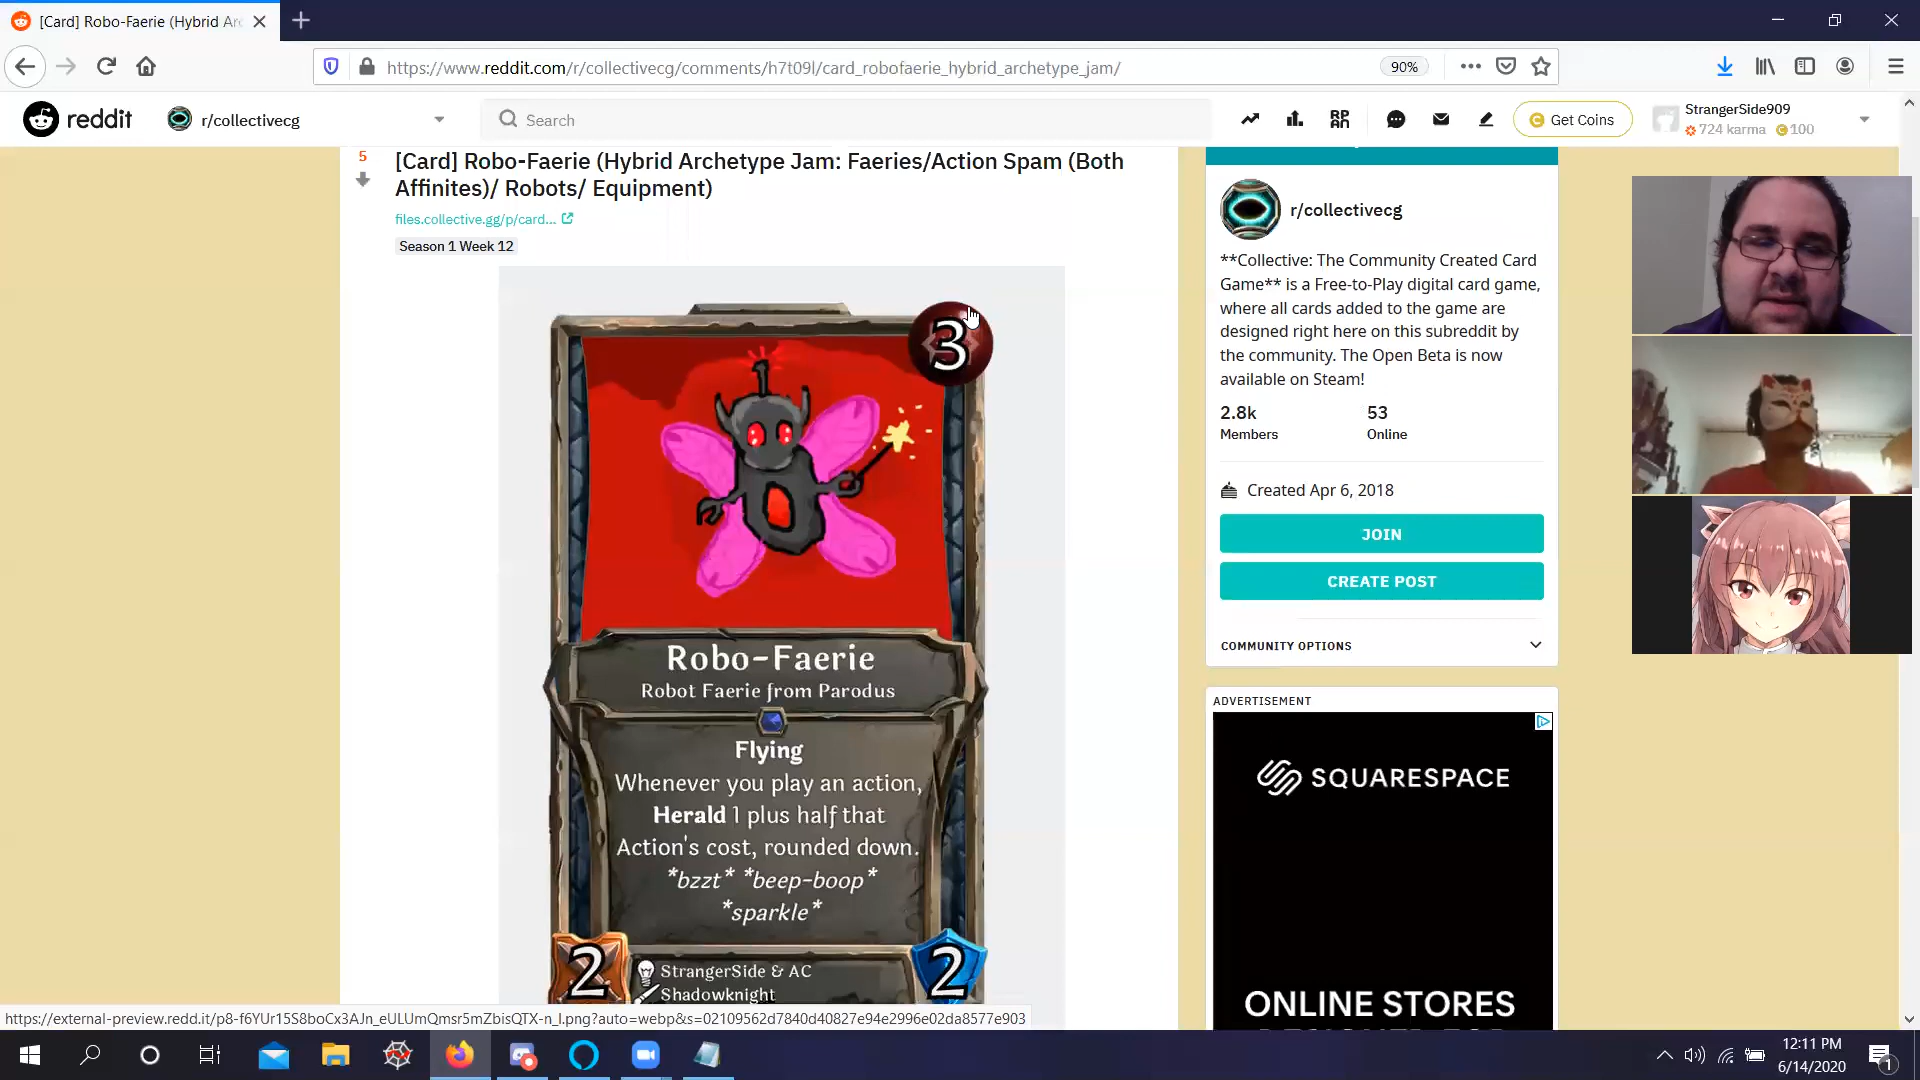 [Card] Robo-Faerie (Hybrid Arc
https://www.reddit.com/r/collectivecg/comments/h7t09l/card_robofaerie_hybrid_archetype_jam/
90%
reddit
r/collectivecg
Search
RPAN
Get Coins
StrangerSide909
724 karma 100
5
[Card] Robo-Faerie (Hybrid Archetype Jam: Faeries/Action Spam (Both
Affinites)/ Robots/ Equipment)
files.collective.gg/p/card...
Season 1 Week 12
3
Robo-Faerie
Robot Faerie from Parodus
Flying
Whenever you play an action,
Herald 1 plus half that
Action's cost, rounded down.
*bzzt* *beep-boop*
*sparkle*
2
StrangerSide & AC
Shadowknight
2
r/collectivecg
**Collective: The Community Created Card
Game** is a Free-to-Play digital card game,
where all cards added to the game are
designed right here on this subreddit by
the community. The Open Beta is now
available on Steam!
2.8k
Members
53
Online
Created Apr 6, 2018
JOIN
CREATE POST
COMMUNITY OPTIONS
ADVERTISEMENT
SQUARESPACE
ONLINE STORES
https://external-preview.redd.it/p8-f6YUr15S8boCx3AJn_eULUmQmsr5mZbisQTX-n_I.png?auto=webp&s=02109562d7840d40827e94e2996e02da8577e903
12:11 PM
6/14/2020
1